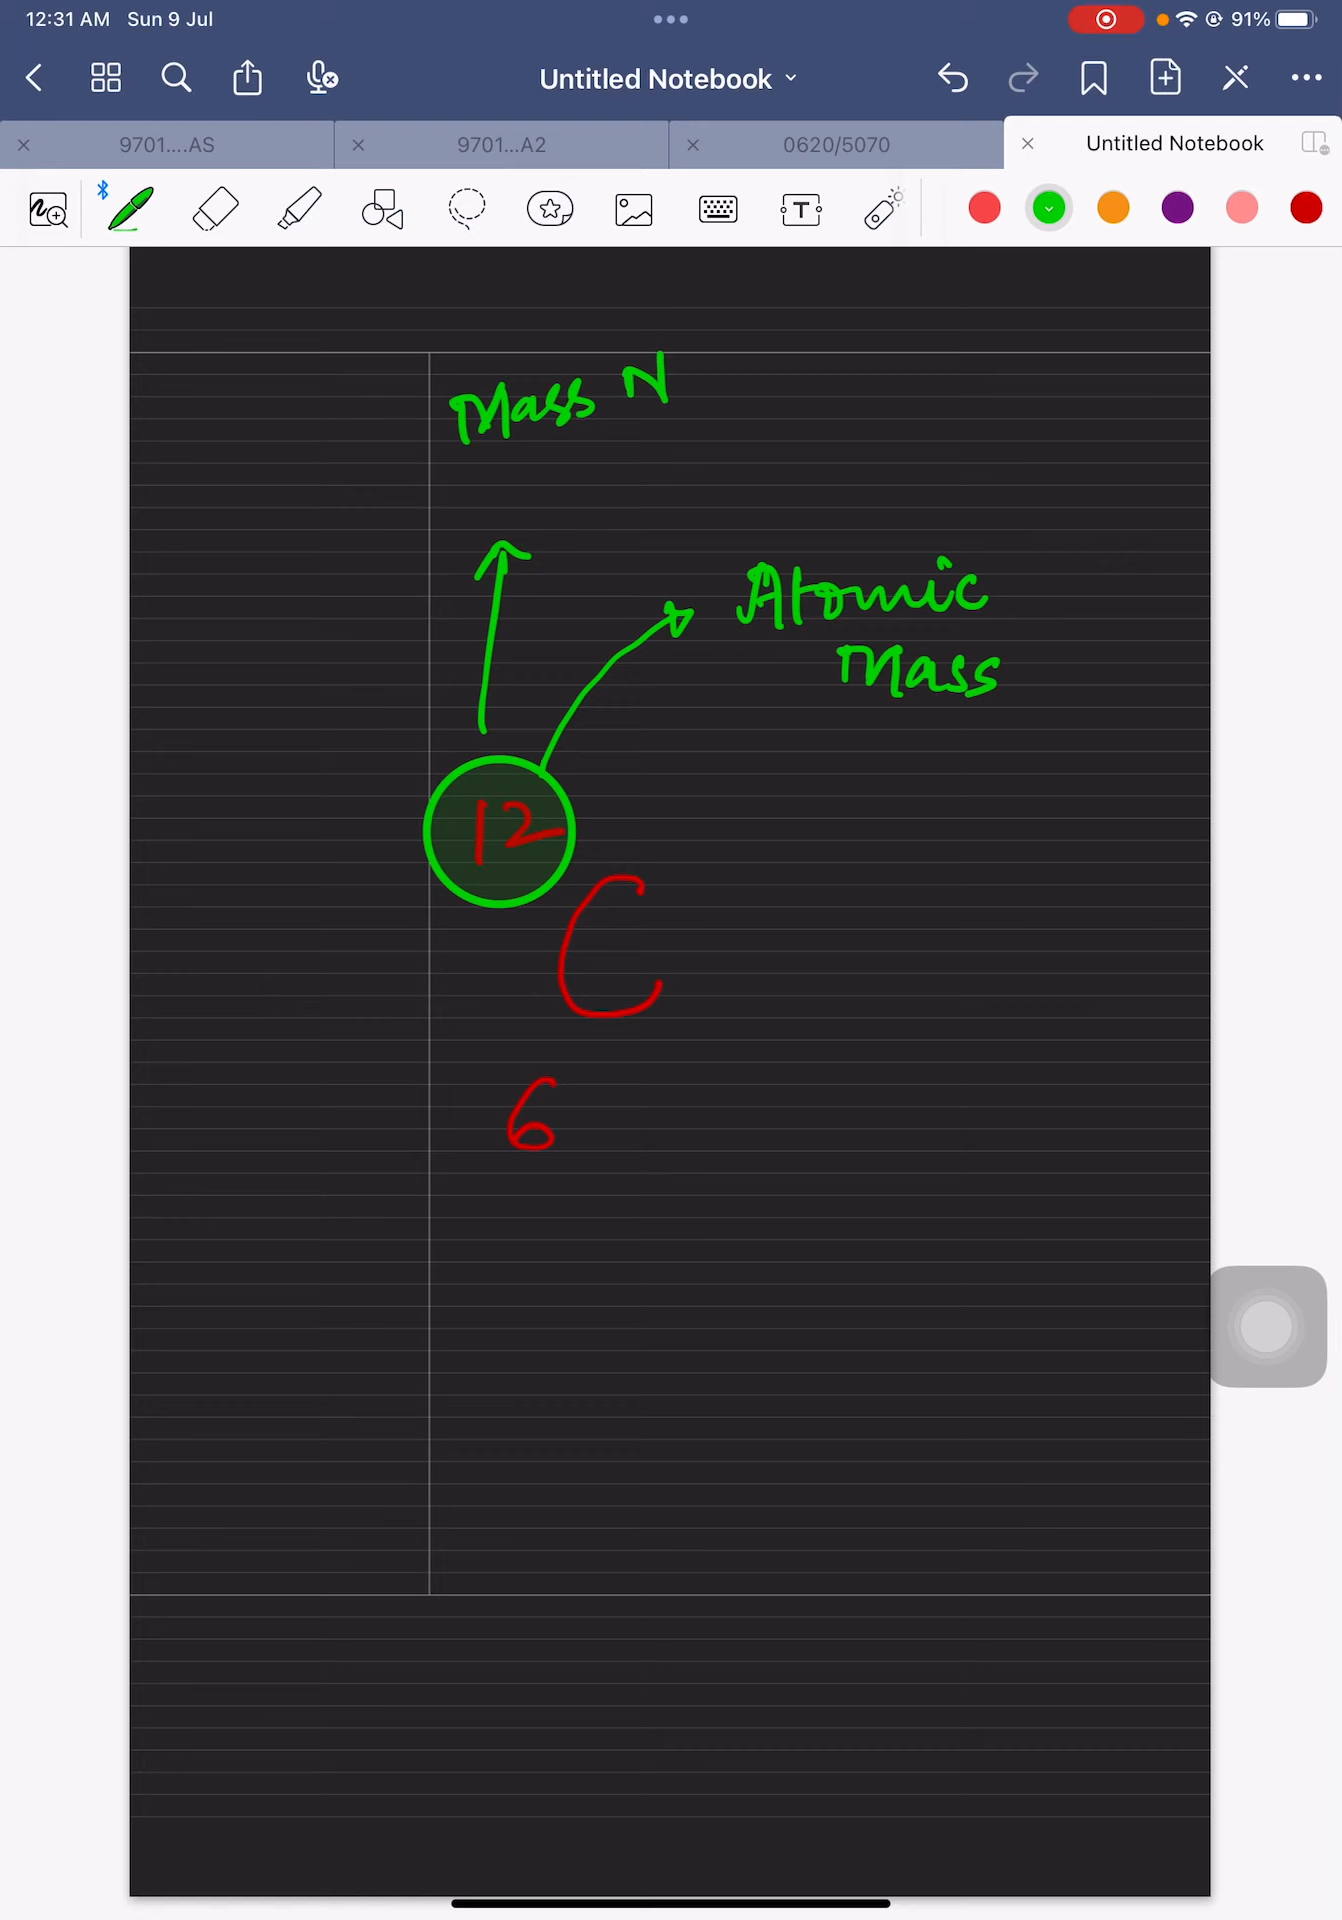 12:31 AM Sun 9 Jul
91%
Untitled Notebook
9701....AS
9701...A2
0620/5070
Untitled Notebook
T
Mass N
Atomic
Mass
12
C
6